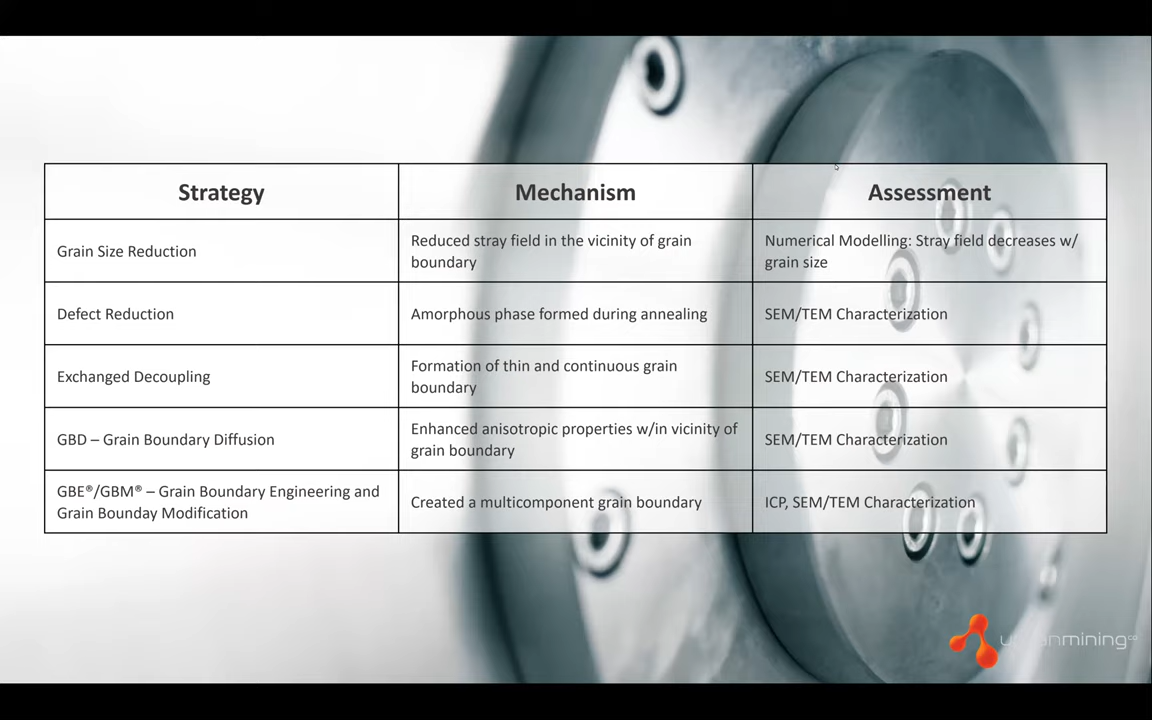 Strategy
Mechanism
Assessment
Grain Size Reduction
Reduced stray field in the vicinity of grain
boundary
Numerical Modelling: Stray field decreases w/
grain size
Defect Reduction
Amorphous phase formed during annealing
SEM/TEM Characterization
Exchanged Decoupling
Formation of thin and continuous grain
boundary
SEM/TEM Characterization
GBD – Grain Boundary Diffusion
Enhanced anisotropic properties w/in vicinity of
grain boundary
SEM/TEM Characterization
GBE®/GBM® – Grain Boundary Engineering and
Grain Bounday Modification
Created a multicomponent grain boundary
ICP, SEM/TEM Characterization
urbanmining co